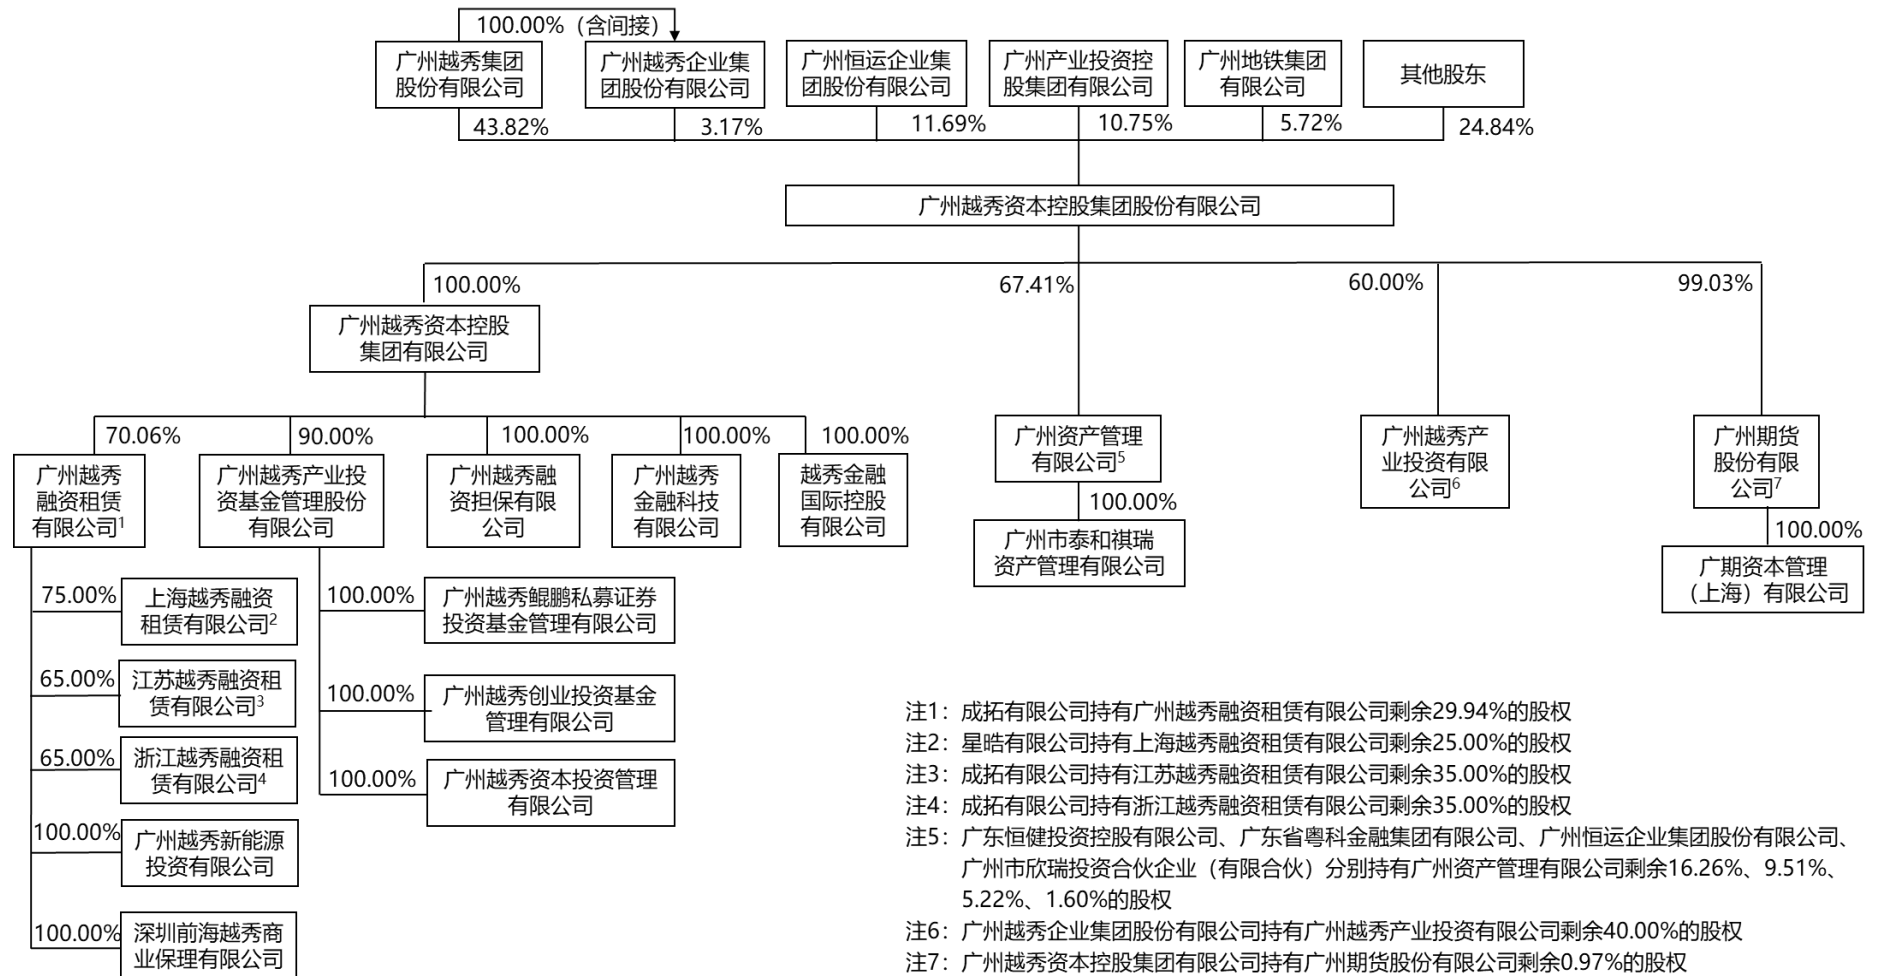 100.00%（含间接）
广州越秀集团
股份有限公司
广州越秀企业集
团股份有限公司
广州恒运企业集
团股份有限公司
广州产业投资控
股集团有限公司
广州地铁集团
有限公司
其他股东
43.82%
3.17%
11.69%
10.75%
5.72%
24.84%
广州越秀资本控股集团股份有限公司
100.00%
67.41%
60.00%
99.03%
广州越秀资本控股
集团有限公司
70.06%
90.00%
100.00%
100.00%
100.00%
广州越秀
融资租赁
有限公司1
广州越秀产业投
资基金管理股份
有限公司
广州越秀融
资担保有限
公司
广州越秀
金融科技
有限公司
越秀金融
国际控股
有限公司
广州资产管理
有限公司5
广州越秀产
业投资有限
公司6
广州期货
股份有限
公司7
100.00%
广州市泰和祺瑞
资产管理有限公司
100.00%
广期资本管理
（上海）有限公司
75.00%
上海越秀融资
租赁有限公司2
65.00%
江苏越秀融资租
赁有限公司3
65.00%
浙江越秀融资租
赁有限公司4
100.00%
广州越秀新能源
投资有限公司
100.00%
深圳前海越秀商
业保理有限公司
100.00%
广州越秀鲲鹏私募证券
投资基金管理有限公司
100.00%
广州越秀创业投资基金
管理有限公司
100.00%
广州越秀资本投资管理
有限公司
注1：成拓有限公司持有广州越秀融资租赁有限公司剩余29.94%的股权
注2：星晧有限公司持有上海越秀融资租赁有限公司剩余25.00%的股权
注3：成拓有限公司持有江苏越秀融资租赁有限公司剩余35.00%的股权
注4：成拓有限公司持有浙江越秀融资租赁有限公司剩余35.00%的股权
注5：广东恒健投资控股有限公司、广东省粤科金融集团有限公司、广州恒运企业集团股份有限公司、
广州市欣瑞投资合伙企业（有限合伙）分别持有广州资产管理有限公司剩余16.26%、9.51%、
5.22%、1.60%的股权
注6：广州越秀企业集团股份有限公司持有广州越秀产业投资有限公司剩余40.00%的股权
注7：广州越秀资本控股集团有限公司持有广州期货股份有限公司剩余0.97%的股权